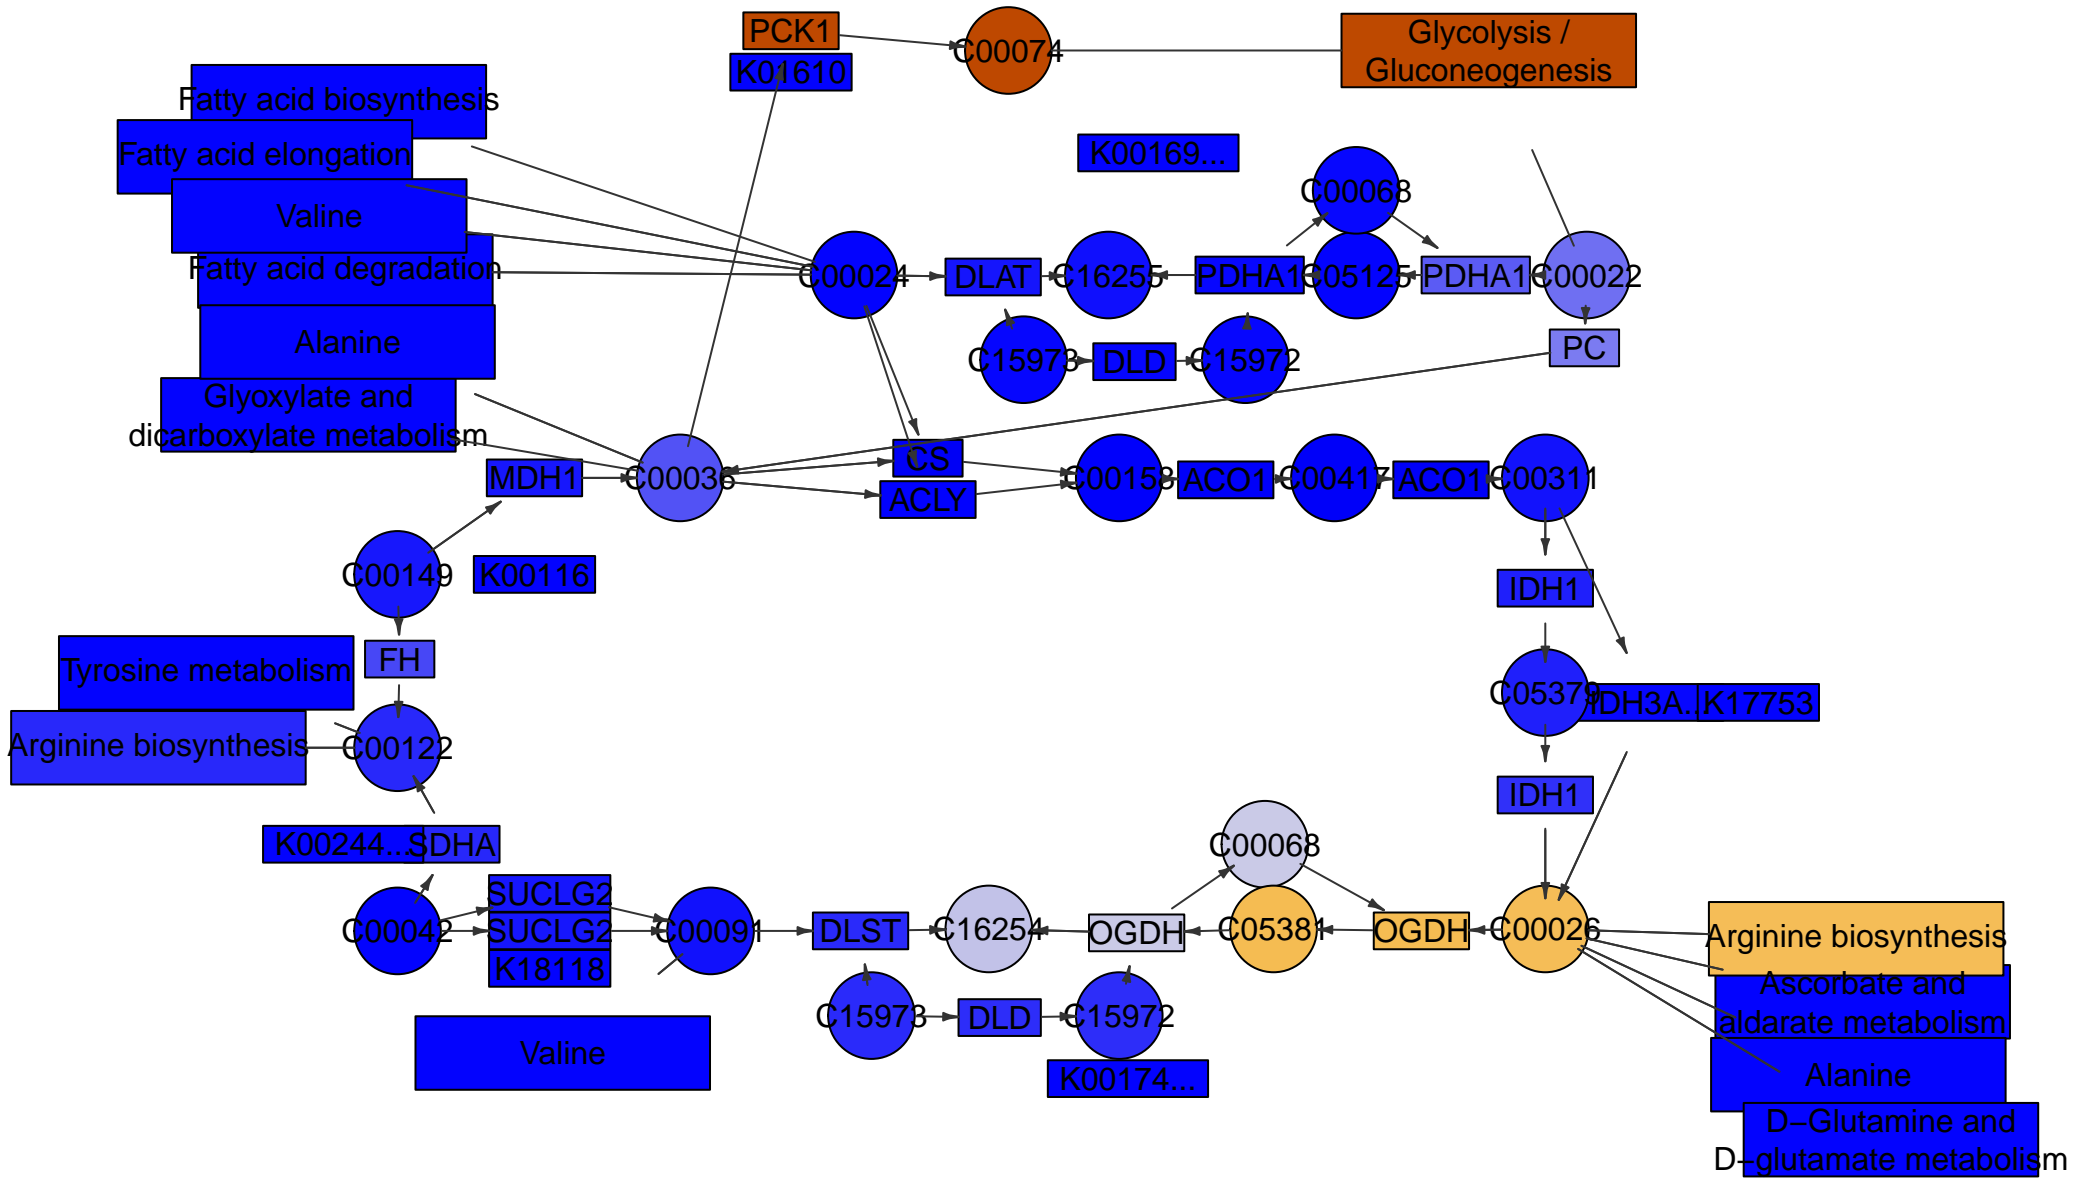 PCK1
C00074
Glycolysis /
Gluconeogenesis
K01610
Fatty acid biosynthesis
Fatty acid elongation
K00169...
C00068
Valine
Fatty acid degradation
C00024
DLAT
C16255
PDHA1
C05125
PDHA1
C00022
Alanine
C15973
DLD
C15972
PC
Glyoxylate and
dicarboxylate metabolism
MDH1
C00036
CS
ACLY
C00158
ACO1
C00417
ACO1
C00311
C00149
K00116
IDH1
Tyrosine metabolism
FH
C05379
IDH3A...
K17753
Arginine biosynthesis
C00122
IDH1
K00244...
SDHA
C00068
SUCLG2
C00042
SUCLG2
C00091
DLST
C16254
OGDH
C05381
OGDH
C00026
Arginine biosynthesis
K18118
Ascorbate and
aldarate metabolism
C15973
DLD
C15972
Valine
K00174...
Alanine
D–Glutamine and
D–glutamate metabolism